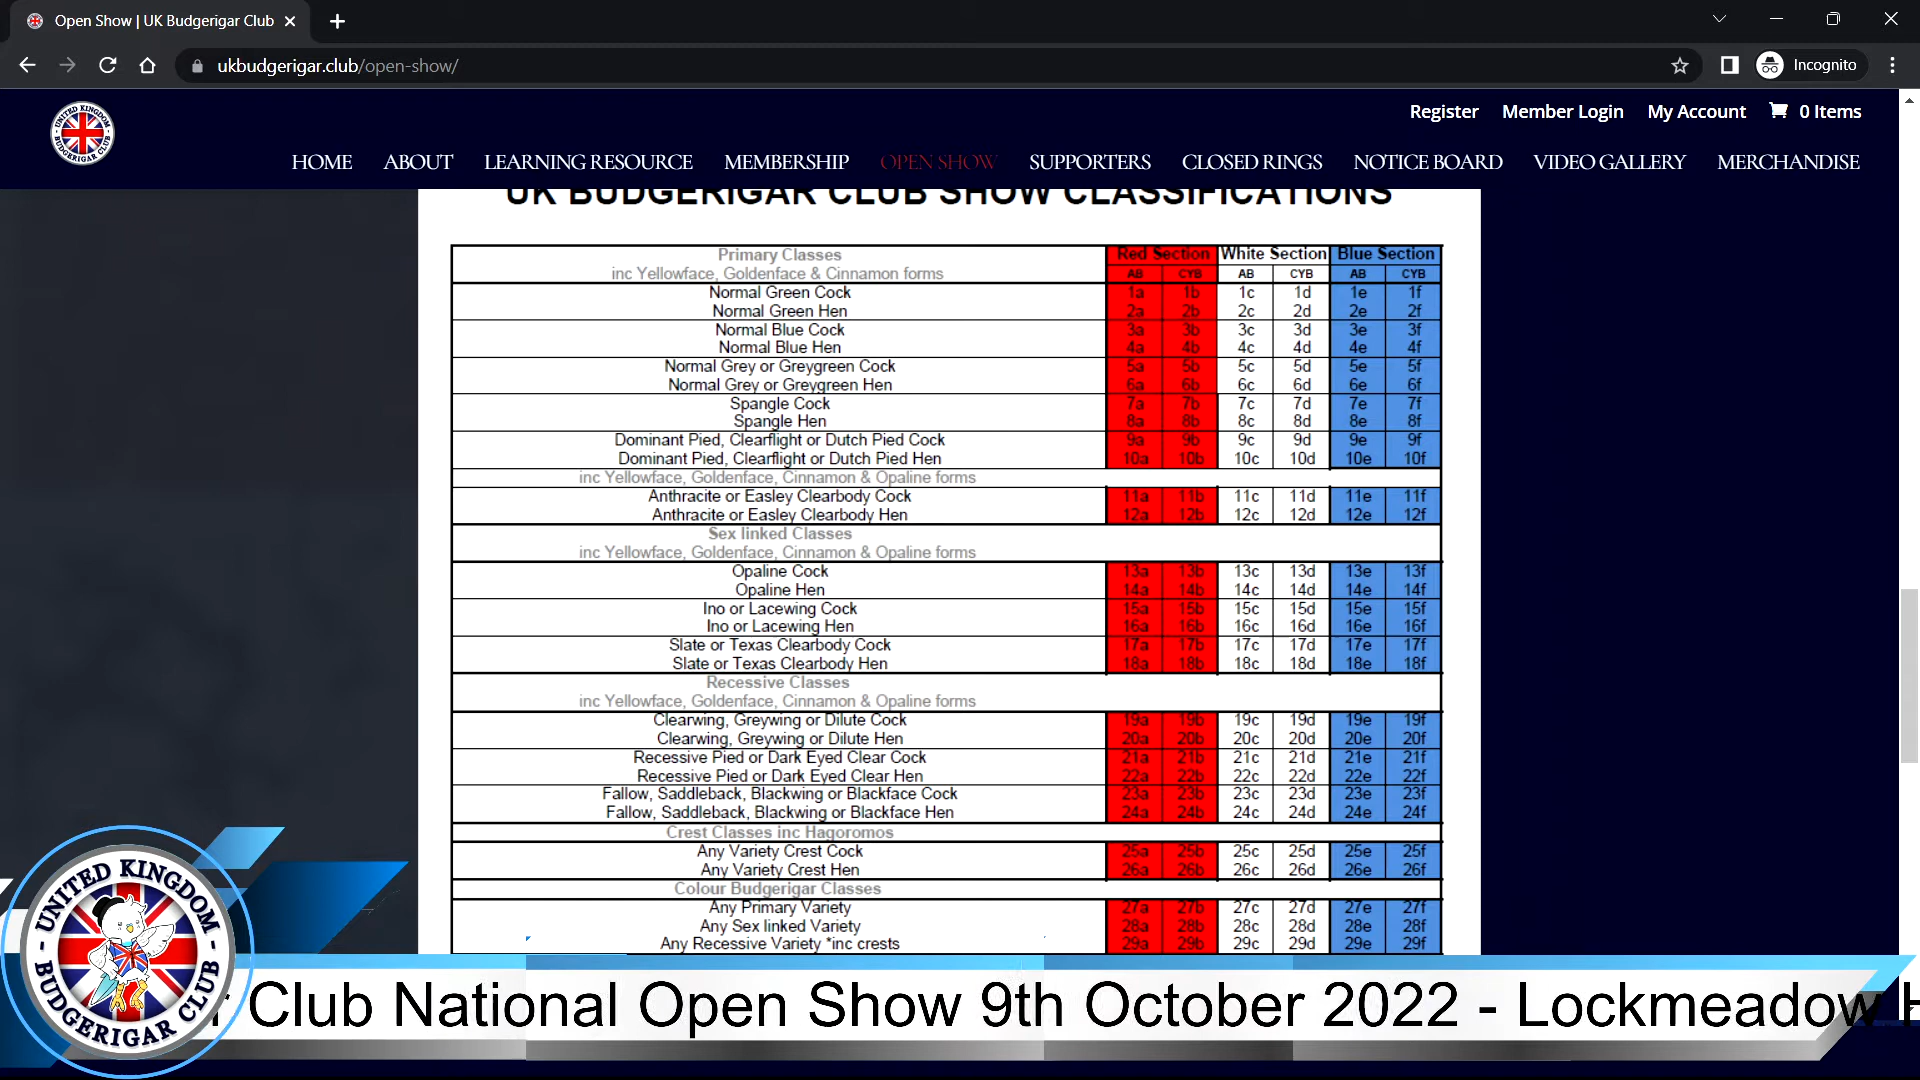 Open Show | UK Budgerigar Club
ukbudgerigar.club/open-show/
Incognito
Register Member Login My Account 0 Items
HOME ABOUT LEARNING RESOURCE MEMBERSHIP OPEN SHOW SUPPORTERS CLOSED RINGS NOTICE BOARD VIDEO GALLERY MERCHANDISE
UNITED KINGDOM
BUDGERIGAR CLUB
UK BUDGERIGAR CLUB SHOW CLASSIFICATIONS
Primary Classes Red Section White Section Blue Section
inc Yellowface, Goldenface & Cinnamon forms AB CYB AB CYB AB CYB
Normal Green Cock 1a 1b 1c 1d 1e 1f
Normal Green Hen 2a 2b 2c 2d 2e 2f
Normal Blue Cock 3a 3b 3c 3d 3e 3f
Normal Blue Hen 4a 4b 4c 4d 4e 4f
Normal Grey or Greygreen Cock 5a 5b 5c 5d 5e 5f
Normal Grey or Greygreen Hen 6a 6b 6c 6d 6e 6f
Spangle Cock 7a 7b 7c 7d 7e 7f
Spangle Hen 8a 8b 8c 8d 8e 8f
Dominant Pied, Clearflight or Dutch Pied Cock 9a 9b 9c 9d 9e 9f
Dominant Pied, Clearflight or Dutch Pied Hen 10a 10b 10c 10d 10e 10f
inc Yellowface, Goldenface, Cinnamon & Opaline forms
Anthracite or Easley Clearbody Cock 11a 11b 11c 11d 11e 11f
Anthracite or Easley Clearbody Hen 12a 12b 12c 12d 12e 12f
Sex linked Classes
inc Yellowface, Goldenface, Cinnamon & Opaline forms
Opaline Cock 13a 13b 13c 13d 13e 13f
Opaline Hen 14a 14b 14c 14d 14e 14f
Ino or Lacewing Cock 15a 15b 15c 15d 15e 15f
Ino or Lacewing Hen 16a 16b 16c 16d 16e 16f
Slate or Texas Clearbody Cock 17a 17b 17c 17d 17e 17f
Slate or Texas Clearbody Hen 18a 18b 18c 18d 18e 18f
Recessive Classes
inc Yellowface, Goldenface, Cinnamon & Opaline forms
Clearwing, Greywing or Dilute Cock 19a 19b 19c 19d 19e 19f
Clearwing, Greywing or Dilute Hen 20a 20b 20c 20d 20e 20f
Recessive Pied or Dark Eyed Clear Cock 21a 21b 21c 21d 21e 21f
Recessive Pied or Dark Eyed Clear Hen 22a 22b 22c 22d 22e 22f
Fallow, Saddleback, Blackwing or Blackface Cock 23a 23b 23c 23d 23e 23f
Fallow, Saddleback, Blackwing or Blackface Hen 24a 24b 24c 24d 24e 24f
Crest Classes inc Hagoromos
Any Variety Crest Cock 25a 25b 25c 25d 25e 25f
Any Variety Crest Hen 26a 26b 26c 26d 26e 26f
Colour Budgerigar Classes
Any Primary Variety 27a 27b 27c 27d 27e 27f
Any Sex linked Variety 28a 28b 28c 28d 28e 28f
Any Recessive Variety *inc crests 29a 29b 29c 29d 29e 29f
UNITED KINGDOM
BUDGERIGAR CLUB
r Club National Open Show 9th October 2022 - Lockmeadow H